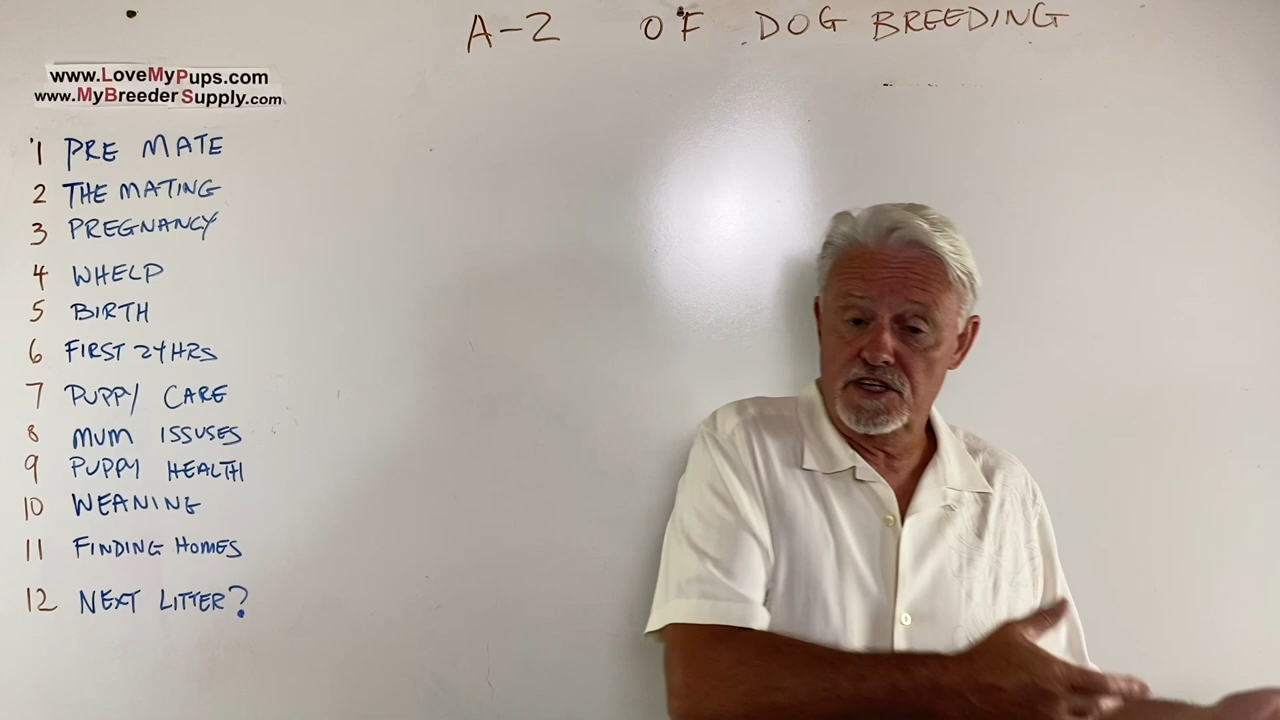 A-Z OF DOG BREEDING
www.LoveMyPups.com
www.MyBreederSupply.com
1 PRE MATE
2 THE MATING
3 PREGNANCY
4 WHELP
5 BIRTH
6 FIRST 24HRS
7 PUPPY CARE
8 MUM ISSUSES
9 PUPPY HEALTH
10 WEANING
11 FINDING HOMES
12 NEXT LITTER?